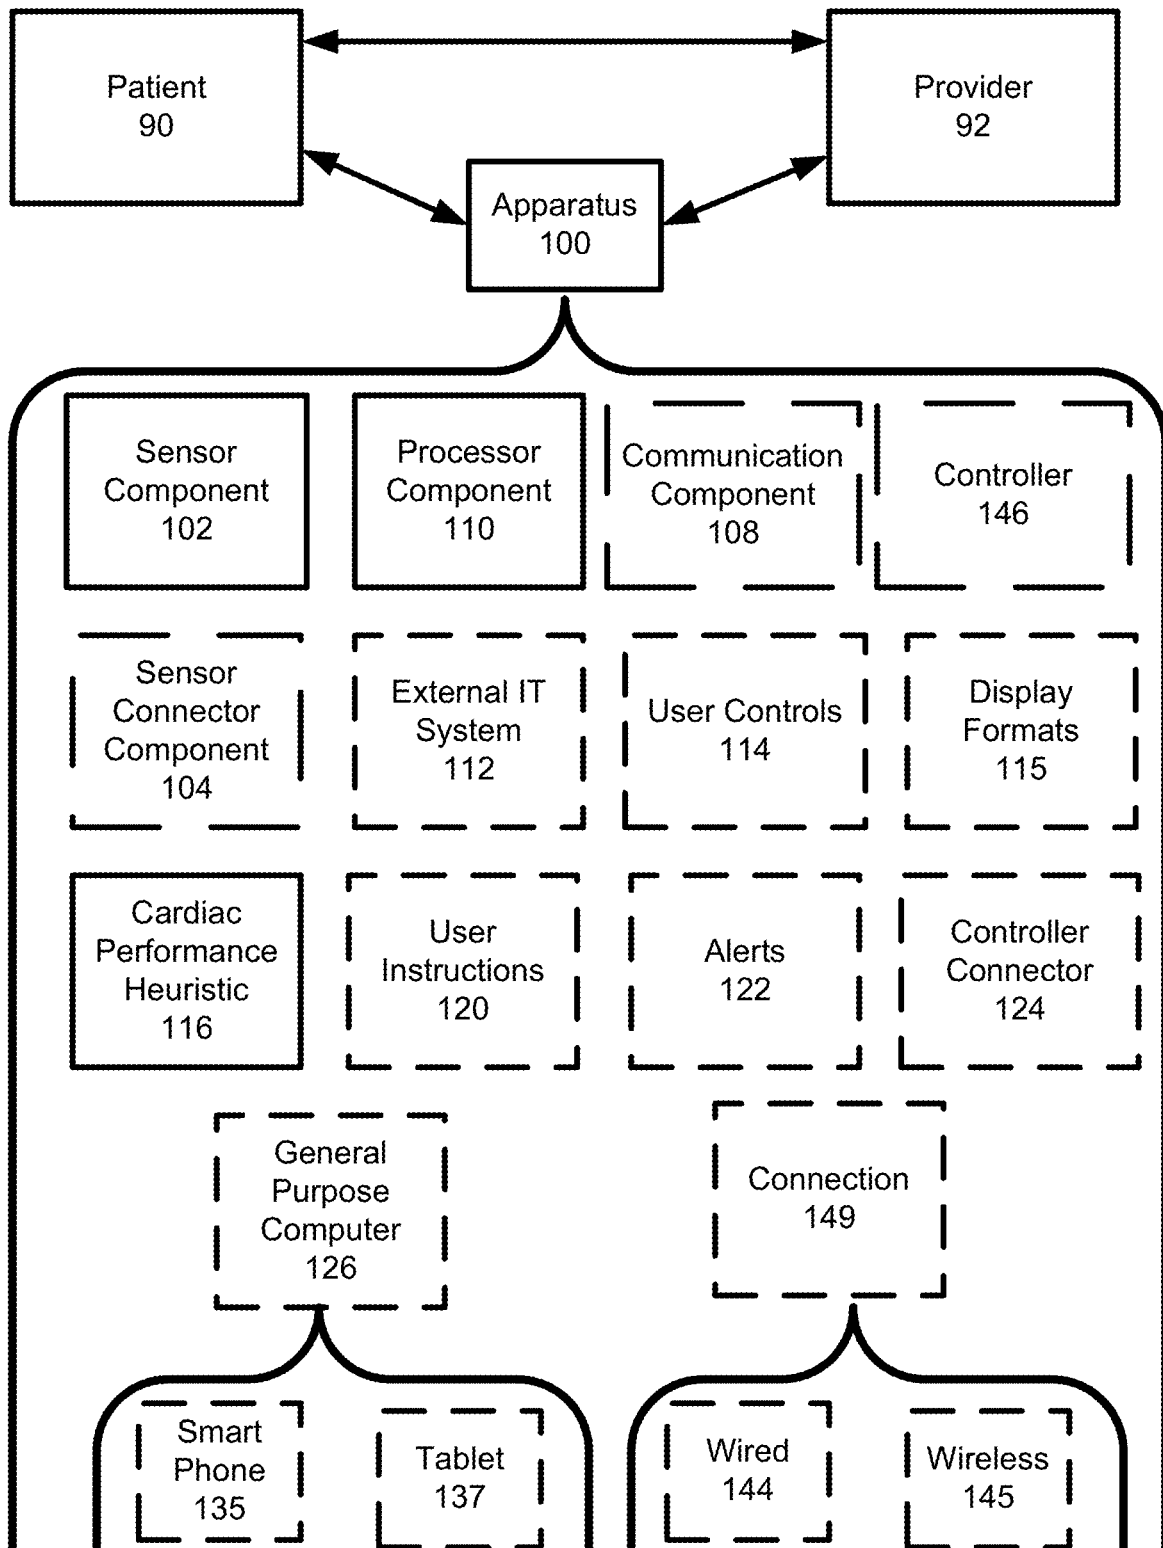 Patient
90
Provider
92
Apparatus
100
Sensor
Component
102
Processor
Component
110
Communication
Component
108
Controller
146
Sensor
Connector
Component
104
External IT
System
112
User Controls
114
Display
Formats
115
Cardiac
Performance
Heuristic
116
User
Instructions
120
Alerts
122
Controller
Connector
124
General
Purpose
Computer
126
Connection
149
Smart
Phone
135
Tablet
137
Wired
144
Wireless
145